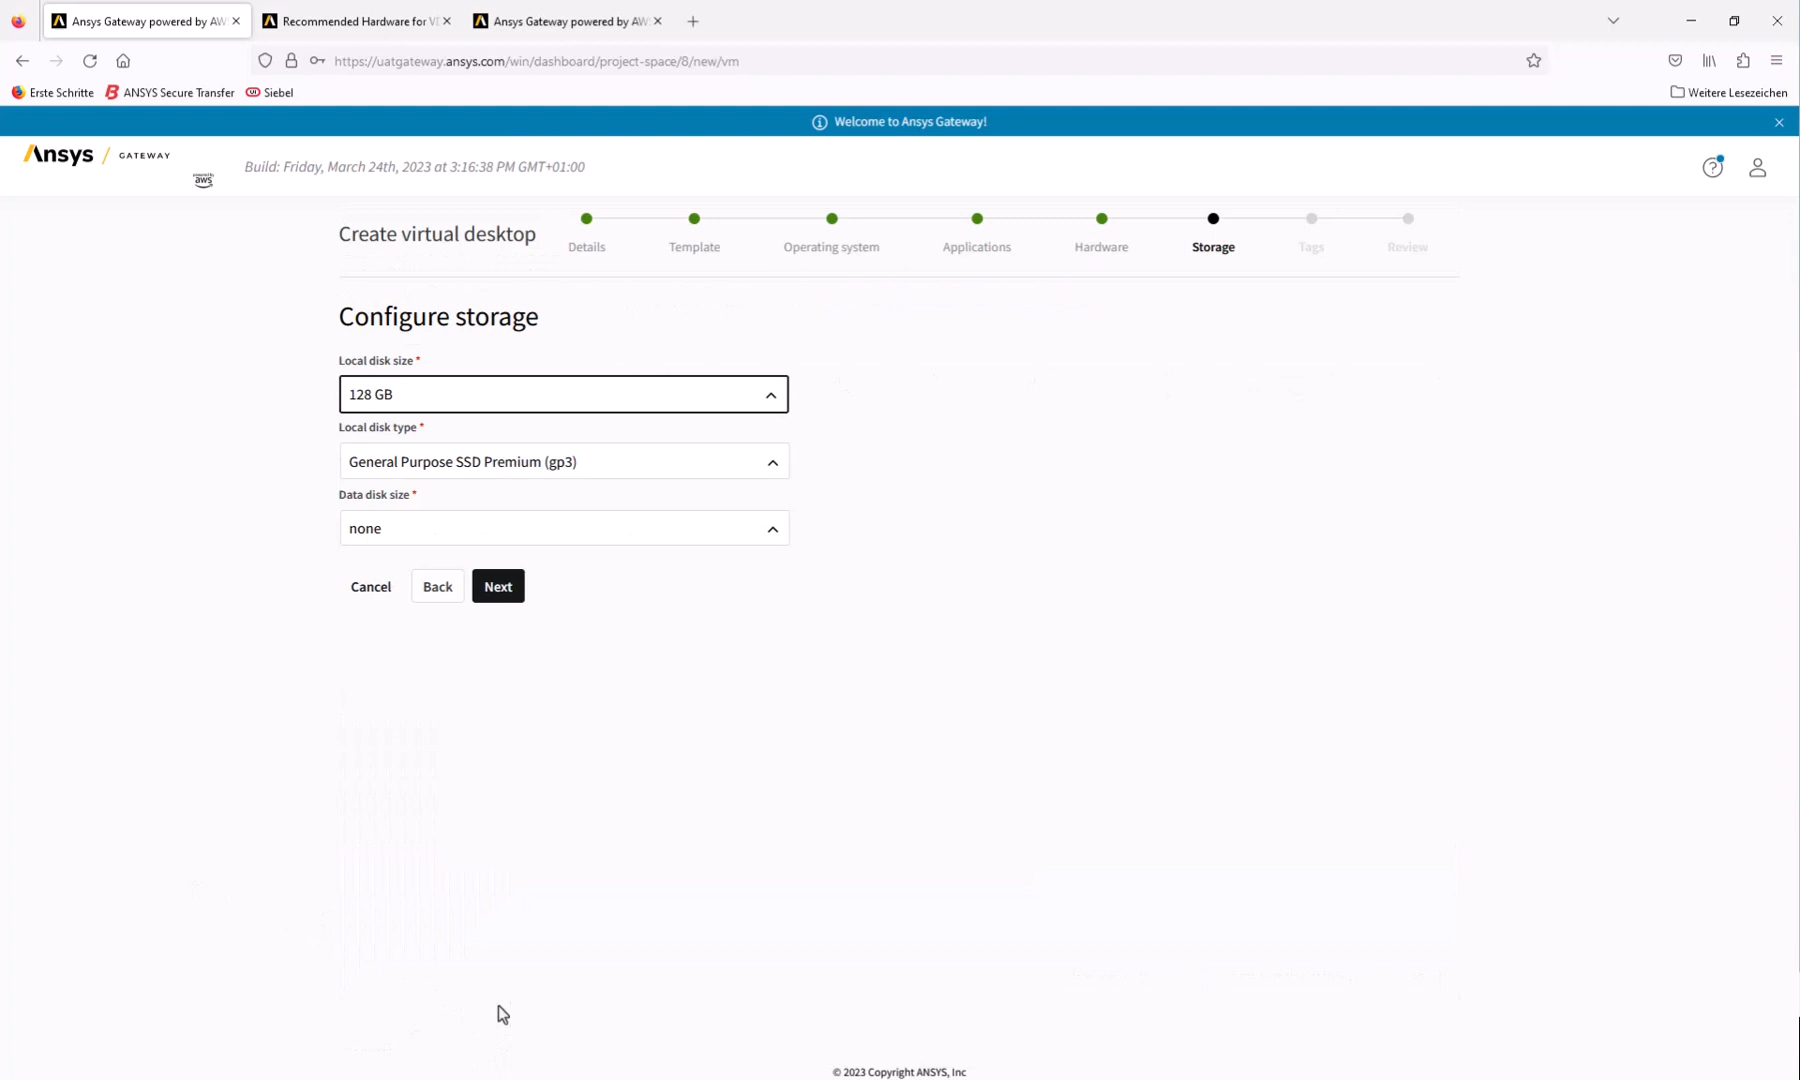 Ansys Gateway powered by AW
Recommended Hardware for VD
Ansys Gateway powered by AW
https://uatgateway.ansys.com/win/dashboard/project-space/8/new/vm
Erste Schritte
ANSYS Secure Transfer
Siebel
Weitere Lesezeichen
Welcome to Ansys Gateway!
Ansys / GATEWAY
powered by
aws
Build: Friday, March 24th, 2023 at 3:16:38 PM GMT+01:00
Create virtual desktop
Details
Template
Operating system
Applications
Hardware
Storage
Tags
Review
Configure storage
Local disk size *
128 GB
Local disk type *
General Purpose SSD Premium (gp3)
Data disk size *
none
Cancel
Back
Next
© 2023 Copyright ANSYS, Inc